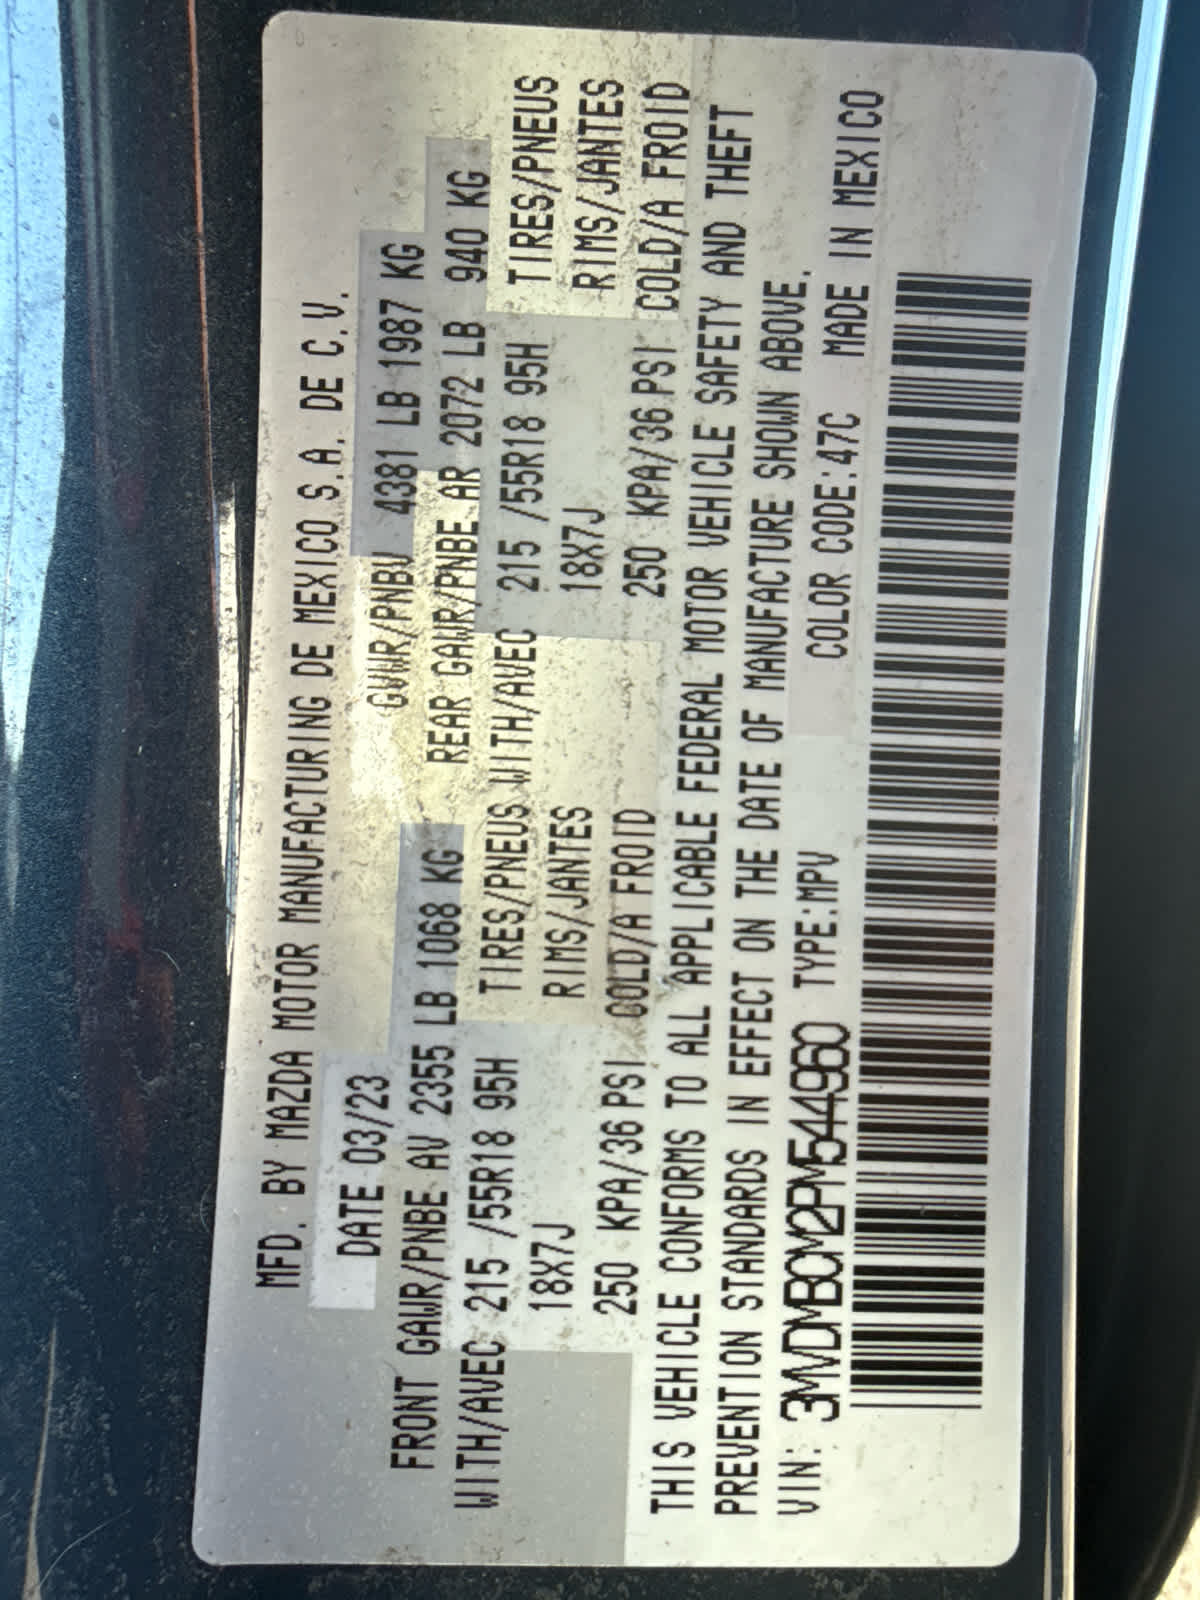 MFD. BY MAZDA MOTOR MANUFACTURING DE MEXICO S.A. DE C.V.
DATE 03/23 GVWR/PNBV 4381 LB 1987 KG
FRONT GAWR/PNBE AV 2355 LB 1068 KG REAR GAWR/PNBE AR 2072 LB 940 KG
WITH/AVEC 215 /55R18 95H TIRES/PNEUS WITH/AVEC 215 /55R18 95H TIRES/PNEUS
18X7J RIMS/JANTES 18X7J RIMS/JANTES
250 KPA/36 PSI COLD/A FROID 250 KPA/36 PSI COLD/A FROID
THIS VEHICLE CONFORMS TO ALL APPLICABLE FEDERAL MOTOR VEHICLE SAFETY AND THEFT
PREVENTION STANDARDS IN EFFECT ON THE DATE OF MANUFACTURE SHOWN ABOVE.
VIN: 3MVDMBCM2PM544960 TYPE:MPV COLOR CODE:47C MADE IN MEXICO